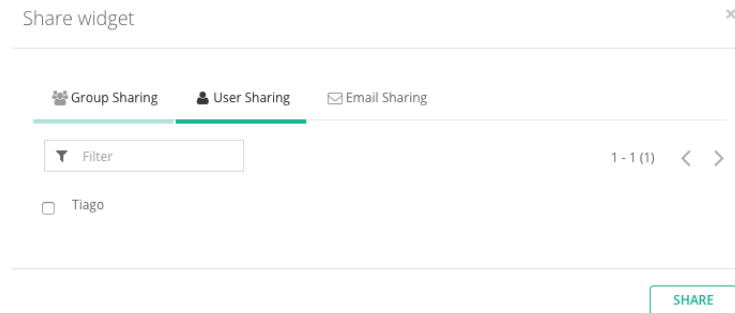 Share widget
×
Group Sharing User Sharing Email Sharing
Filter 1 - 1 (1)
Tiago
SHARE